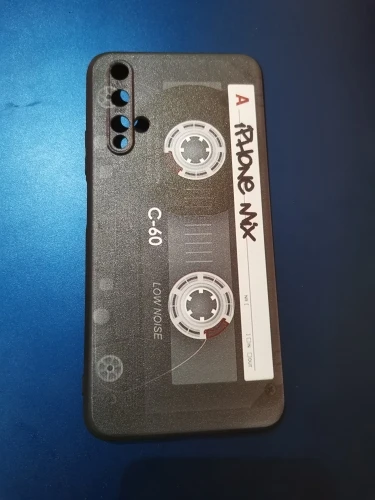 A
iPHONE MIX
C-60
LOW NOISE